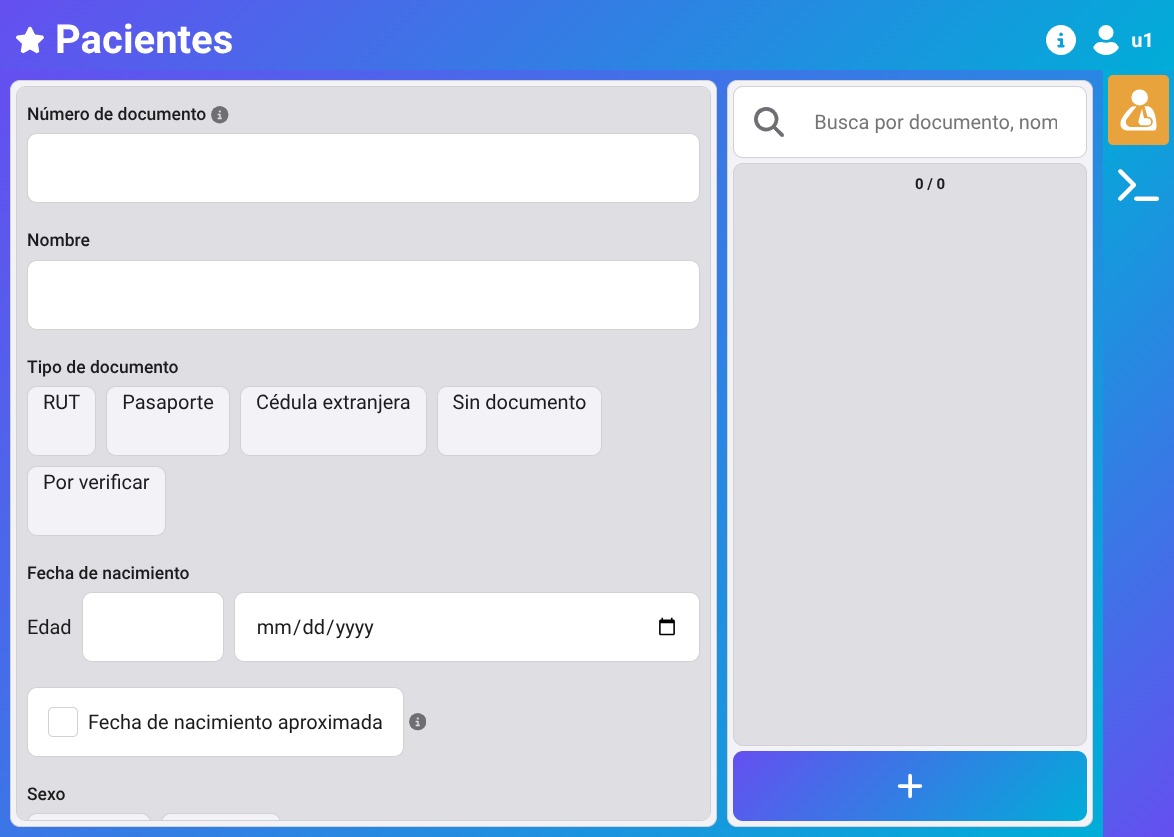 Pacientes
u1
Número de documento
Nombre
Tipo de documento
RUT
Pasaporte
Cédula extranjera
Sin documento
Por verificar
Fecha de nacimiento
Edad
mm/dd/yyyy
Fecha de nacimiento aproximada
Sexo
Busca por documento, nom
0 / 0